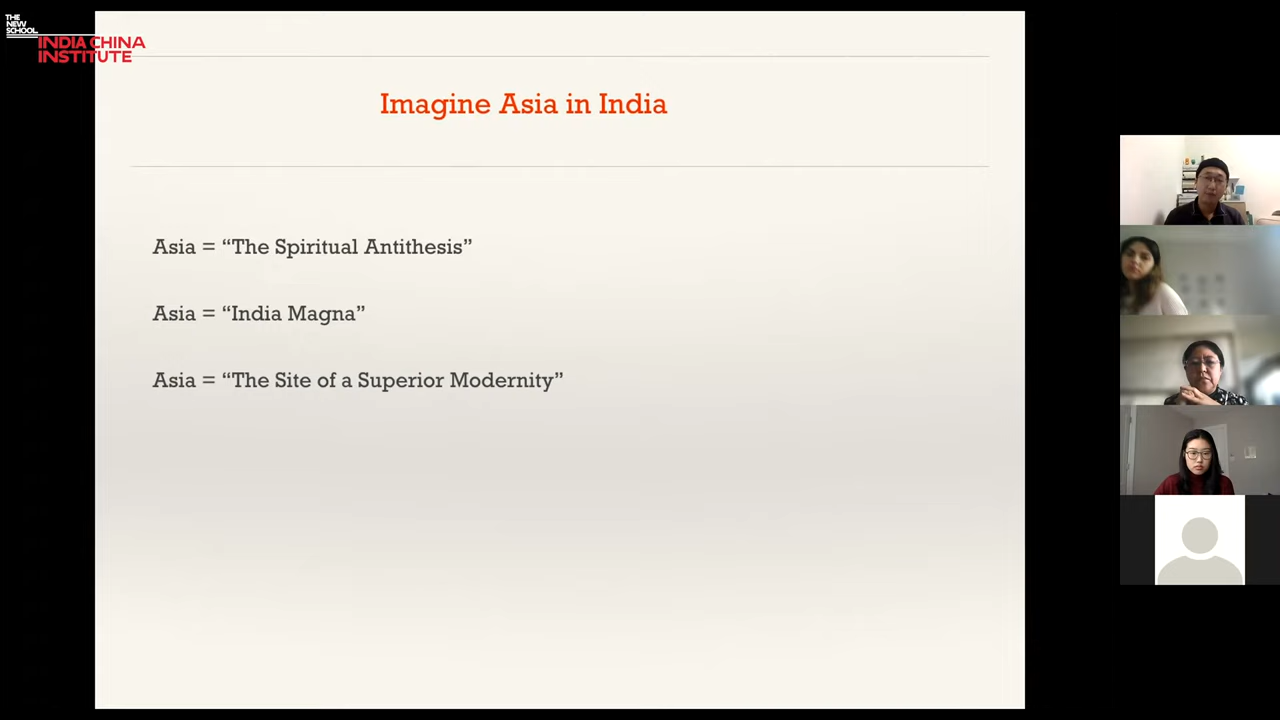 THE
NEW
SCHOOL
INDIA CHINA
INSTITUTE
Imagine Asia in India
Asia = “The Spiritual Antithesis”
Asia = “India Magna”
Asia = “The Site of a Superior Modernity”